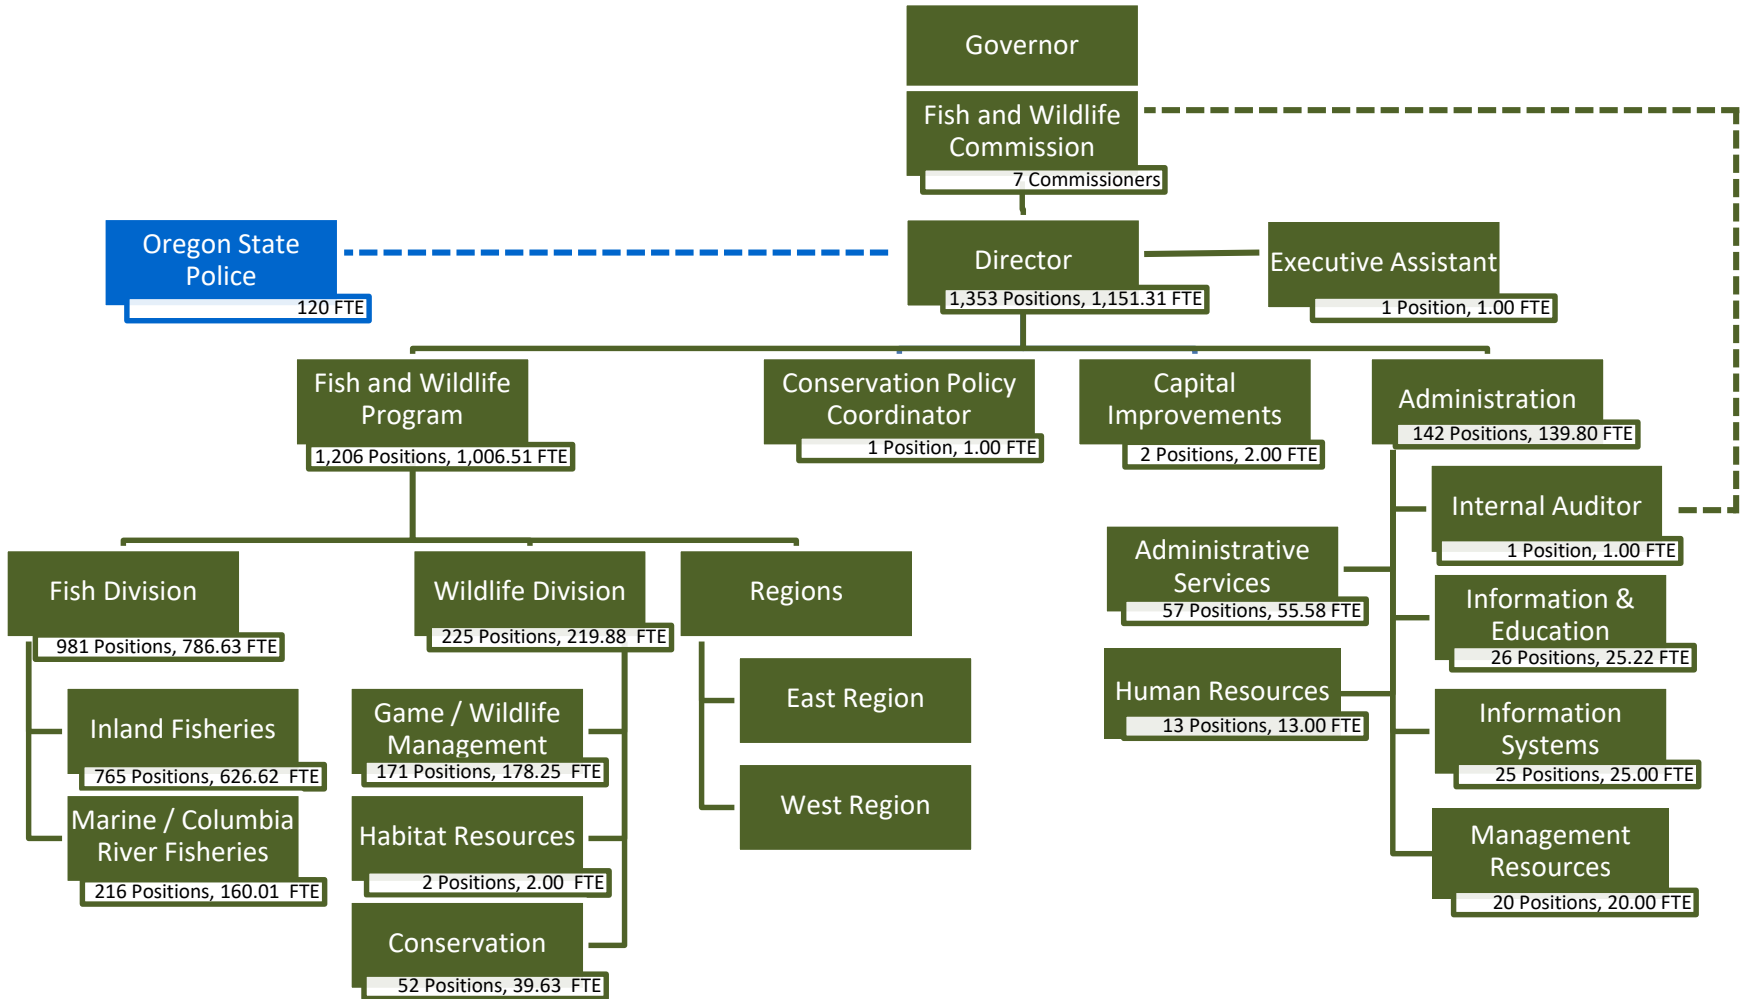 Governor
Fish and Wildlife
Commission
7 Commissioners
Oregon State
Police
120 FTE
Director
1,353 Positions, 1,151.31 FTE
Executive Assistant
1 Position, 1.00 FTE
Fish and Wildlife
Program
1,206 Positions, 1,006.51 FTE
Conservation Policy
Coordinator
1 Position, 1.00 FTE
Capital
Improvements
2 Positions, 2.00 FTE
Administration
142 Positions, 139.80 FTE
Internal Auditor
1 Position, 1.00 FTE
Administrative
Services
57 Positions, 55.58 FTE
Information &
Education
26 Positions, 25.22 FTE
Human Resources
13 Positions, 13.00 FTE
Information
Systems
25 Positions, 25.00 FTE
Management
Resources
20 Positions, 20.00 FTE
Fish Division
981 Positions, 786.63 FTE
Inland Fisheries
765 Positions, 626.62 FTE
Marine / Columbia
River Fisheries
216 Positions, 160.01 FTE
Wildlife Division
225 Positions, 219.88 FTE
Game / Wildlife
Management
171 Positions, 178.25 FTE
Habitat Resources
2 Positions, 2.00 FTE
Conservation
52 Positions, 39.63 FTE
Regions
East Region
West Region